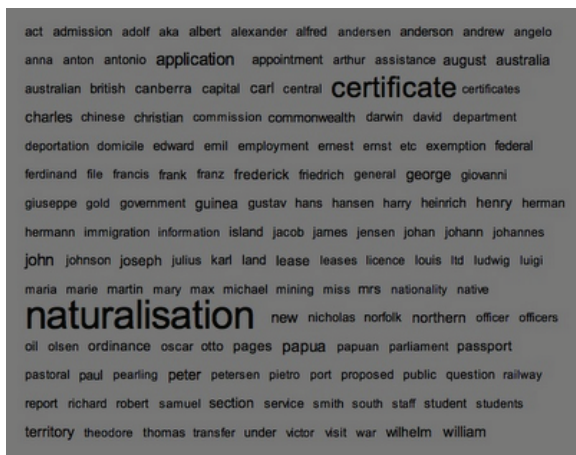 act admission adolf aka albert alexander alfred andersen anderson andrew angelo
anna anton antonio application appointment arthur assistance august australia
australian british canberra capital carl central certificate certificates
charles chinese christian commission commonwealth darwin david department
deportation domicile edward emil employment ernest ernst etc exemption federal
ferdinand file francis frank franz frederick friedrich general george giovanni
giuseppe gold government guinea gustav hans hansen harry heinrich henry herman
hermann immigration information island jacob james jensen johan johann johannes
john johnson joseph julius karl land lease leases licence louis ltd ludwig luigi
maria marie martin mary max michael mining miss mrs nationality native
naturalisation new nicholas norfolk northern officer officers
oil olsen ordinance oscar otto pages papua papuan parliament passport
pastoral paul pearling peter petersen pietro port proposed public question railway
report richard robert samuel section service smith south staff student students
territory theodore thomas transfer under victor visit war wilhelm william